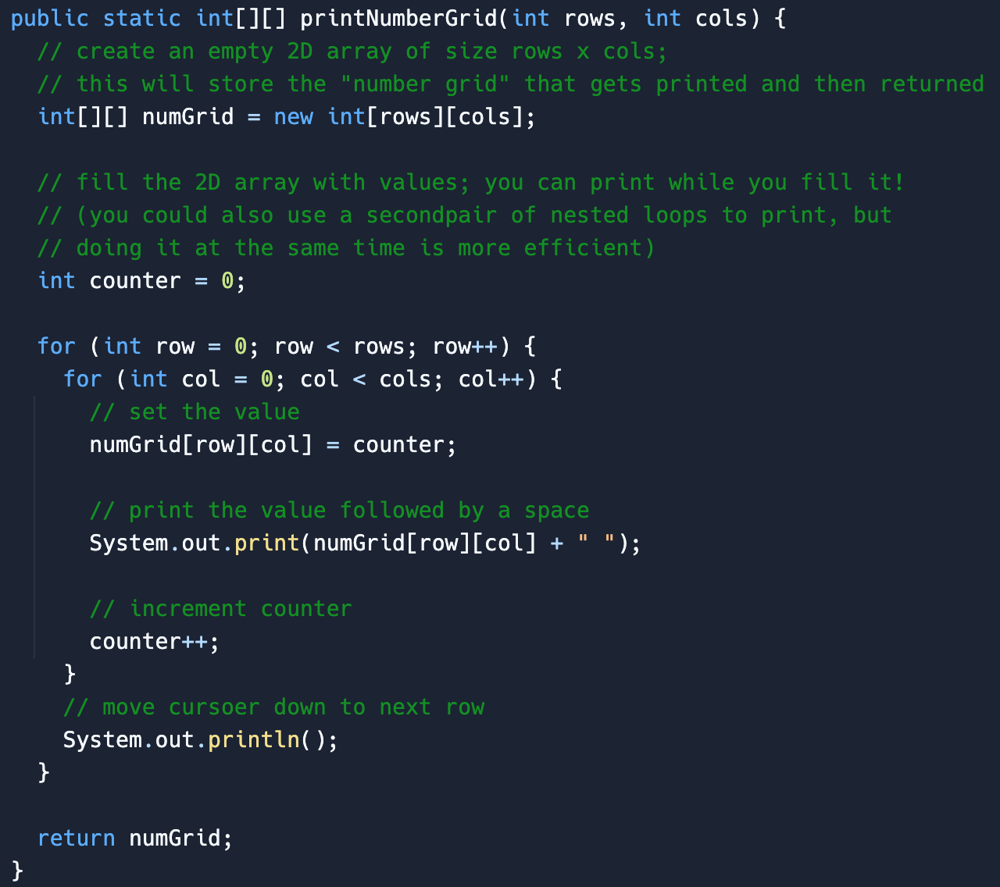 public static int[][] printNumberGrid(int rows, int cols) {
  // create an empty 2D array of size rows x cols;
  // this will store the "number grid" that gets printed and then returned
  int[][] numGrid = new int[rows][cols];

  // fill the 2D array with values; you can print while you fill it!
  // (you could also use a secondpair of nested loops to print, but
  // doing it at the same time is more efficient)
  int counter = 0;

  for (int row = 0; row < rows; row++) {
    for (int col = 0; col < cols; col++) {
      // set the value
      numGrid[row][col] = counter;

      // print the value followed by a space
      System.out.print(numGrid[row][col] + " ");

      // increment counter
      counter++;
    }
    // move cursoer down to next row
    System.out.println();
  }

  return numGrid;
}